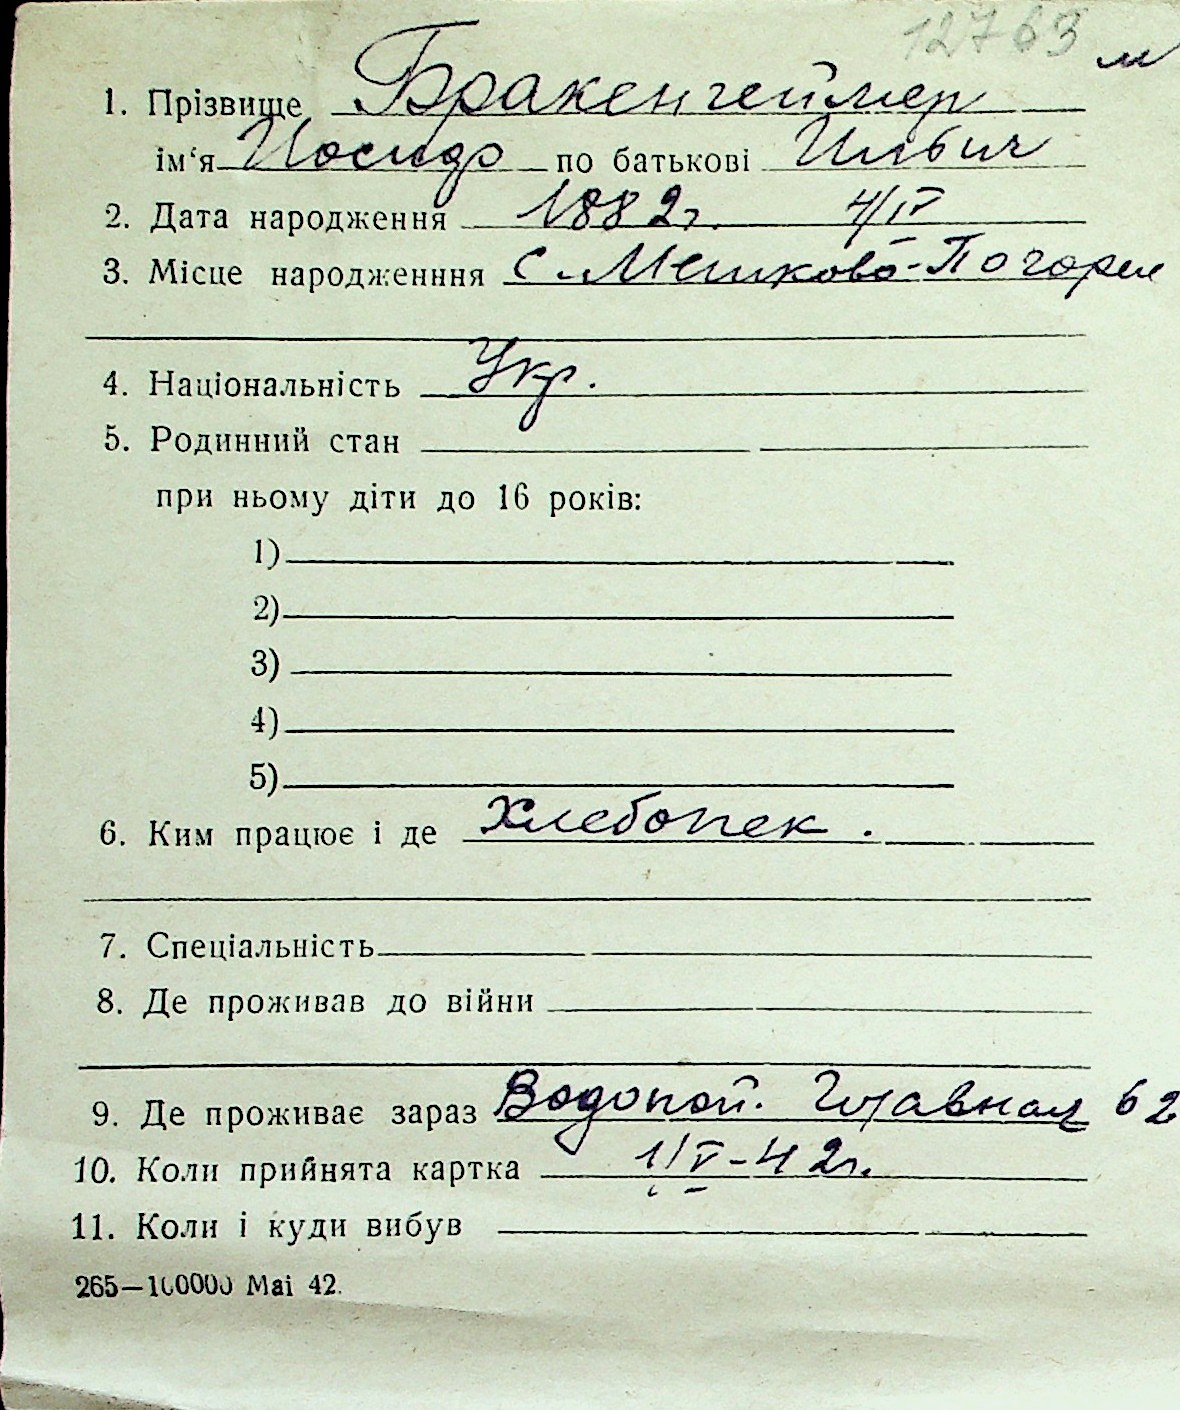 12763 м
1. Прізвище Бракенгеймер
ім‘я Иосиф по батькові Ильич
2. Дата народження 1882г. 4/IV
3. Місце народженння с. Мешково-Погорел
4. Національність Укр.
5. Родинний стан
при ньому діти до 16 років:
1)
2)
3)
4)
5)
6. Ким працює і де Хлебопек.
7. Спеціальність
8. Де проживав до війни
9. Де проживає зараз Водопой. Главная 62
10. Коли прийнята картка 1/V-42г.
11. Коли і куди вибув
265—100000 Mai 42.